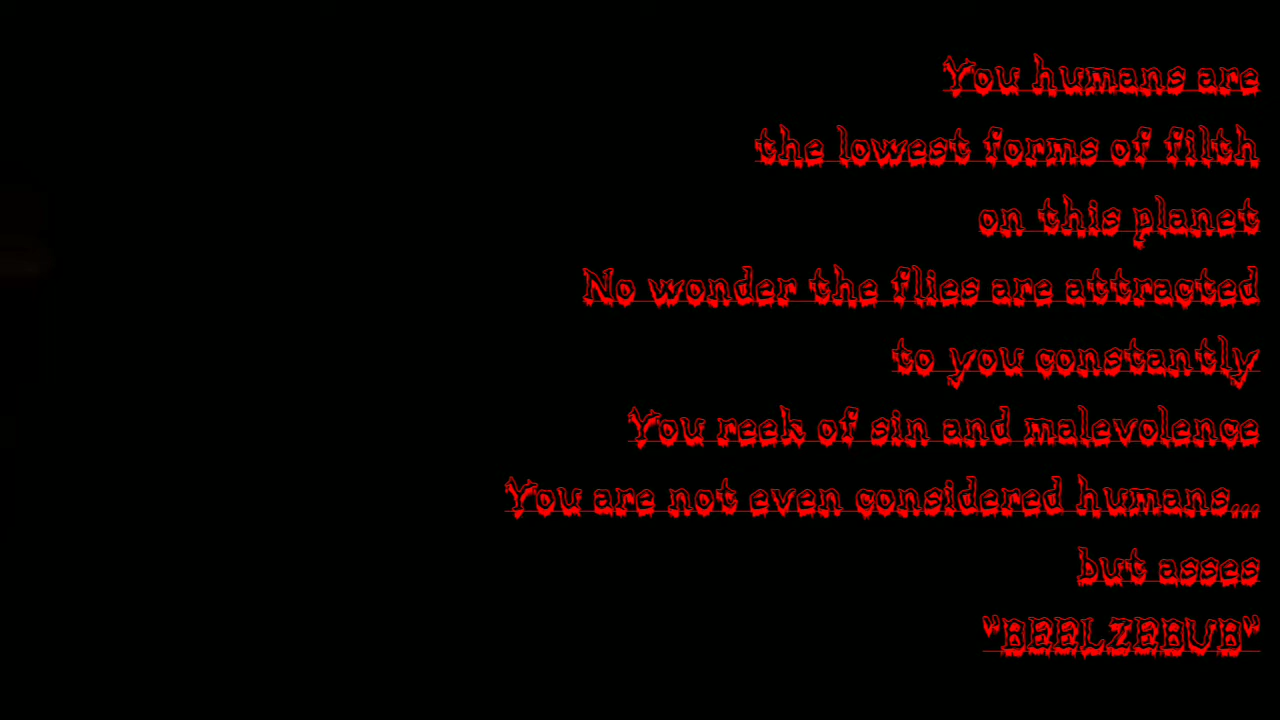 You humans are
the lowest forms of filth
on this planet
No wonder the flies are attracted
to you constantly
You reek of sin and malevolence
You are not even considered humans...
but asses
"BEELZEBUB"